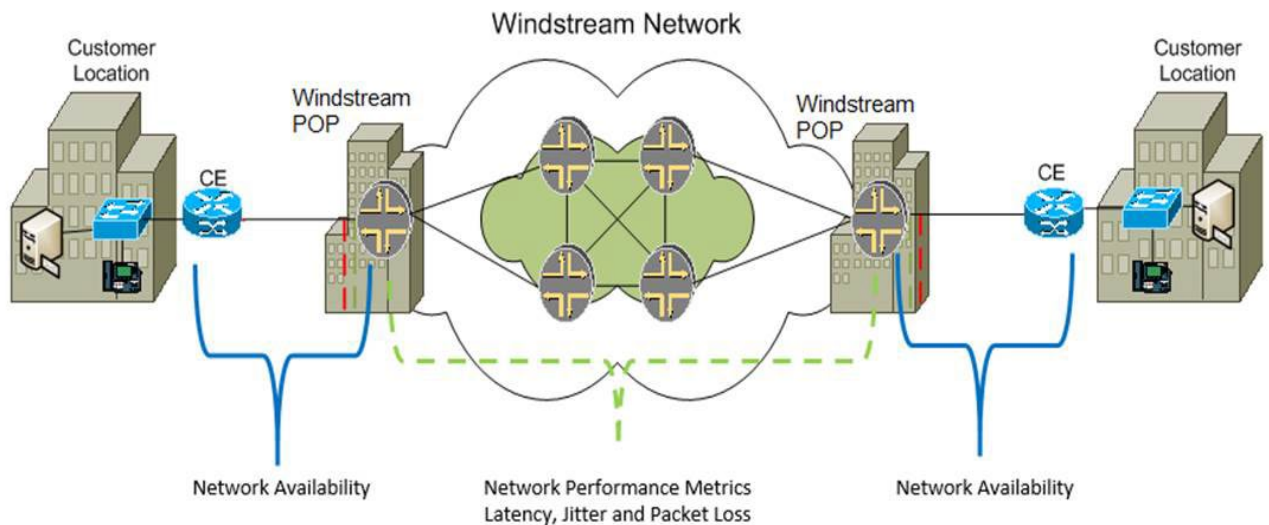 Windstream Network
Customer
Location
Windstream
POP
CE
Windstream
POP
CE
Customer
Location
Network Availability
Network Performance Metrics
Latency, Jitter and Packet Loss
Network Availability